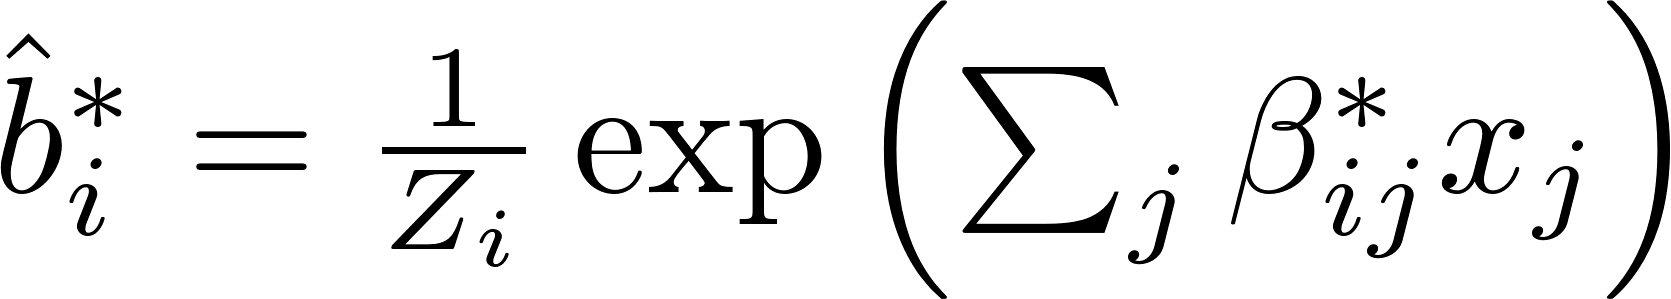 $\hat{b}_i^* = \frac{1}{Z_i} \exp\left(\sum_j \beta_{ij}^* x_j\right)$